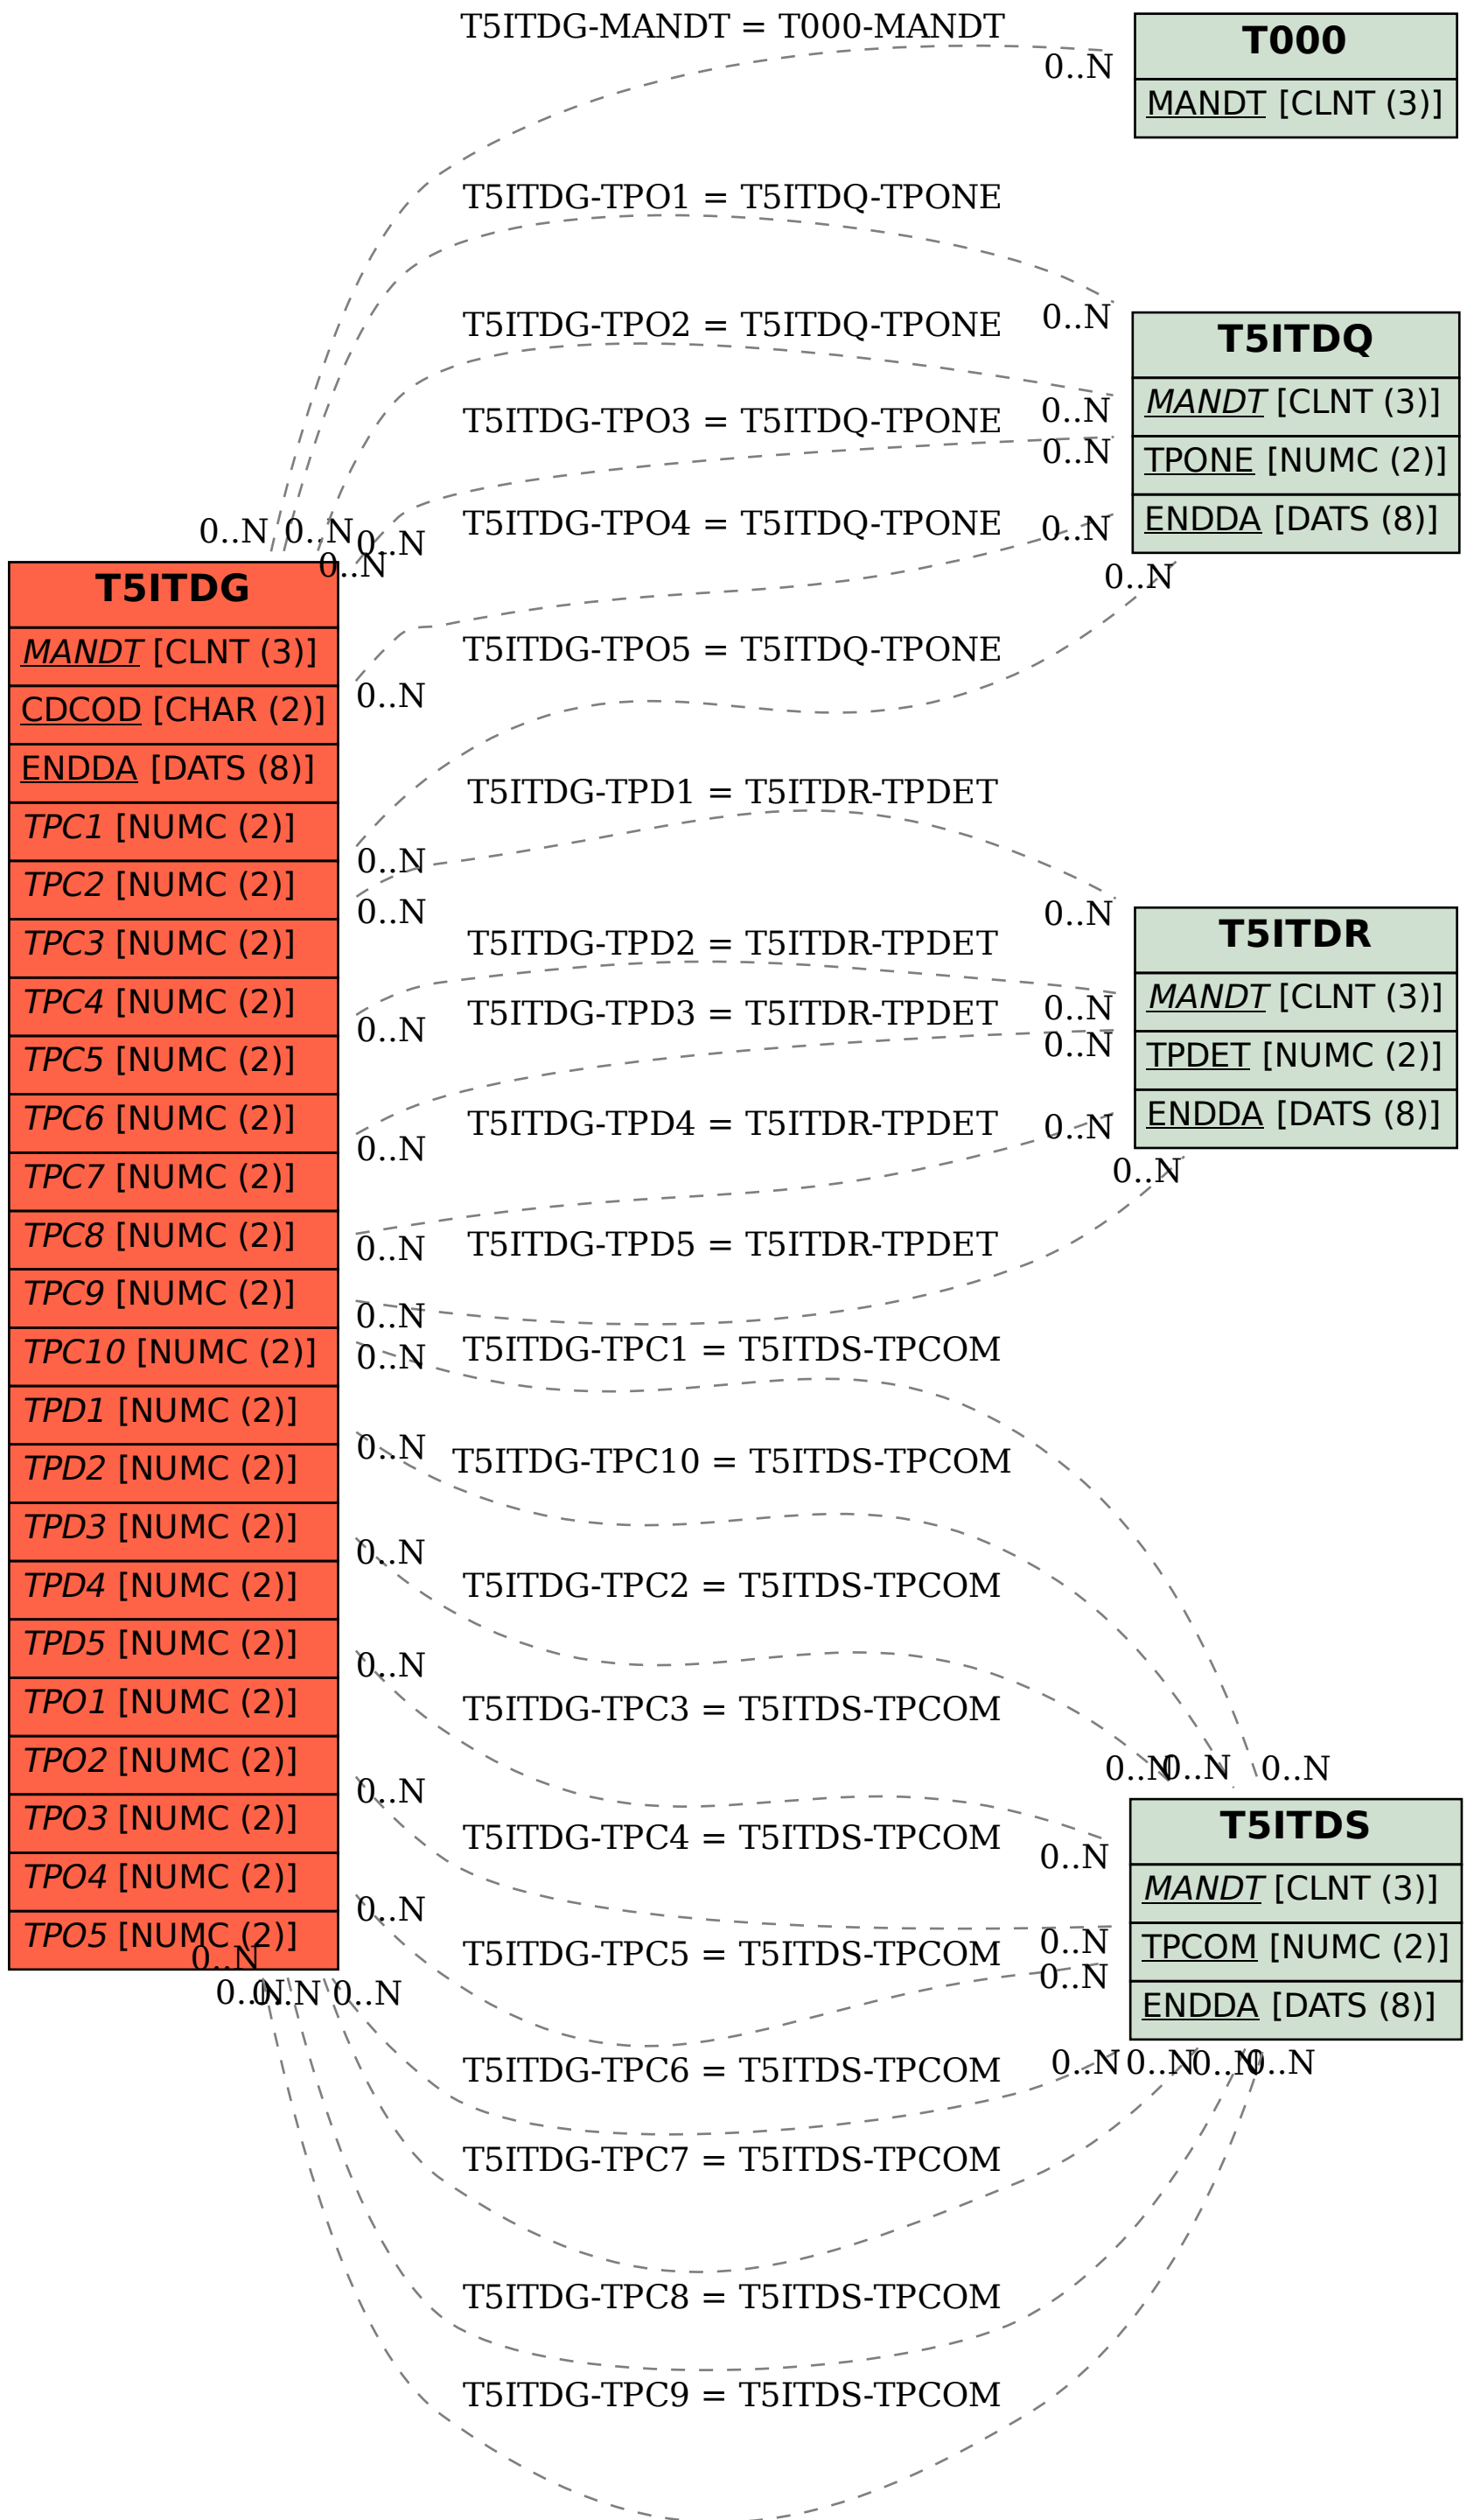 T5ITDG-MANDT = T000-MANDT
0..N
T000
MANDT [CLNT (3)]
T5ITDG-TPO1 = T5ITDQ-TPONE
0..N
T5ITDG-TPO2 = T5ITDQ-TPONE
0..N
T5ITDG-TPO3 = T5ITDQ-TPONE
0..N
T5ITDG-TPO4 = T5ITDQ-TPONE
0..N
T5ITDQ
MANDT [CLNT (3)]
TPONE [NUMC (2)]
ENDDA [DATS (8)]
0..N
0..N
0..N
0..N
0..N
T5ITDG
MANDT [CLNT (3)]
CDCOD [CHAR (2)]
ENDDA [DATS (8)]
TPC1 [NUMC (2)]
TPC2 [NUMC (2)]
TPC3 [NUMC (2)]
TPC4 [NUMC (2)]
TPC5 [NUMC (2)]
TPC6 [NUMC (2)]
TPC7 [NUMC (2)]
TPC8 [NUMC (2)]
TPC9 [NUMC (2)]
TPC10 [NUMC (2)]
TPD1 [NUMC (2)]
TPD2 [NUMC (2)]
TPD3 [NUMC (2)]
TPD4 [NUMC (2)]
TPD5 [NUMC (2)]
TPO1 [NUMC (2)]
TPO2 [NUMC (2)]
TPO3 [NUMC (2)]
TPO4 [NUMC (2)]
TPO5 [NUMC (2)]
T5ITDG-TPO5 = T5ITDQ-TPONE
0..N
0..N
T5ITDG-TPD1 = T5ITDR-TPDET
0..N
0..N
T5ITDG-TPD2 = T5ITDR-TPDET
0..N
0..N
T5ITDG-TPD3 = T5ITDR-TPDET
0..N
0..N
T5ITDG-TPD4 = T5ITDR-TPDET
0..N
0..N
T5ITDR
MANDT [CLNT (3)]
TPDET [NUMC (2)]
ENDDA [DATS (8)]
0..N
T5ITDG-TPD5 = T5ITDR-TPDET
0..N
0..N
T5ITDG-TPC1 = T5ITDS-TPCOM
0..N
T5ITDG-TPC10 = T5ITDS-TPCOM
0..N
T5ITDG-TPC2 = T5ITDS-TPCOM
0..N
T5ITDG-TPC3 = T5ITDS-TPCOM
0..N
0..N
0..N
0..N
T5ITDG-TPC4 = T5ITDS-TPCOM
0..N
0..N
T5ITDG-TPC5 = T5ITDS-TPCOM
0..N
0..N
T5ITDS
MANDT [CLNT (3)]
TPCOM [NUMC (2)]
ENDDA [DATS (8)]
0..N
0..N
0..N
0..N
T5ITDG-TPC6 = T5ITDS-TPCOM
0..N
0..N
0..N
0..N
T5ITDG-TPC7 = T5ITDS-TPCOM
T5ITDG-TPC8 = T5ITDS-TPCOM
T5ITDG-TPC9 = T5ITDS-TPCOM